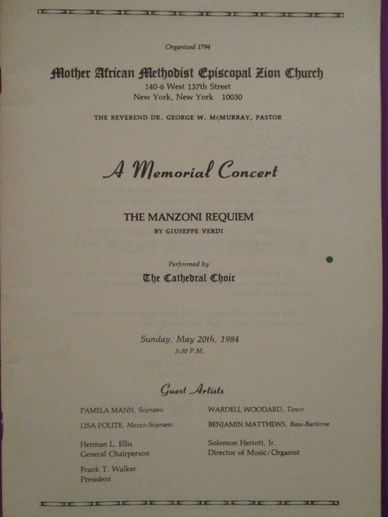 Organized 1794
Mother African Methodist Episcopal Zion Church
140-6 West 137th Street
New York, New York 10030
THE REVEREND DR. GEORGE W. McMURRAY, PASTOR
A Memorial Concert
THE MANZONI REQUIEM
BY GIUSEPPE VERDI
Performed by
The Cathedral Choir
Sunday, May 20th, 1984
3:30 P.M.
Guest Artists
PAMELA MANN, Soprano
WARDELL WOODARD, Tenor
LISA POLITE, Mezzo-Soprano
BENJAMIN MATTHEWS, Bass-Baritone
Herman L. Ellis
General Chairperson
Solomon Heriott, Jr.
Director of Music/Organist
Frank T. Walker
President